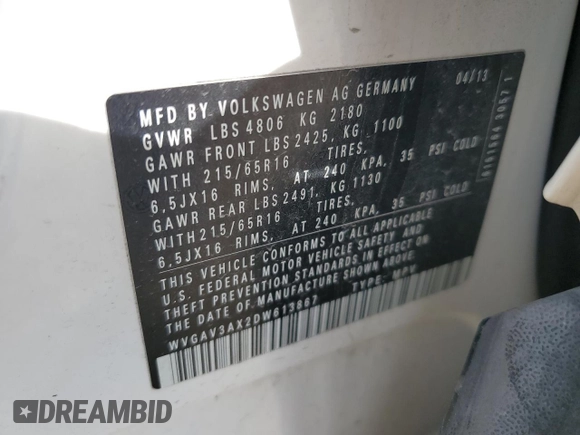 MFD BY VOLKSWAGEN AG GERMANY 04/13
GVWR LBS 4806 KG 2180
GAWR FRONT LBS 2425, KG 1100
WITH 215/65R16 TIRES,
6,5JX16 RIMS, AT 240 KPA, 35 PSI COLD
GAWR REAR LBS 2491, KG 1130
WITH 215/65R16 TIRES,
6,5JX16 RIMS, AT 240 KPA, 35 PSI COLD
THIS VEHICLE CONFORMS TO ALL APPLICABLE
U.S. FEDERAL MOTOR VEHICLE SAFETY AND
THEFT PREVENTION STANDARDS IN EFFECT ON
THE DATE OF MANUFACTURE SHOWN ABOVE
WVGAV3AX2DW613667 TYPE: MPV
DREAMBID